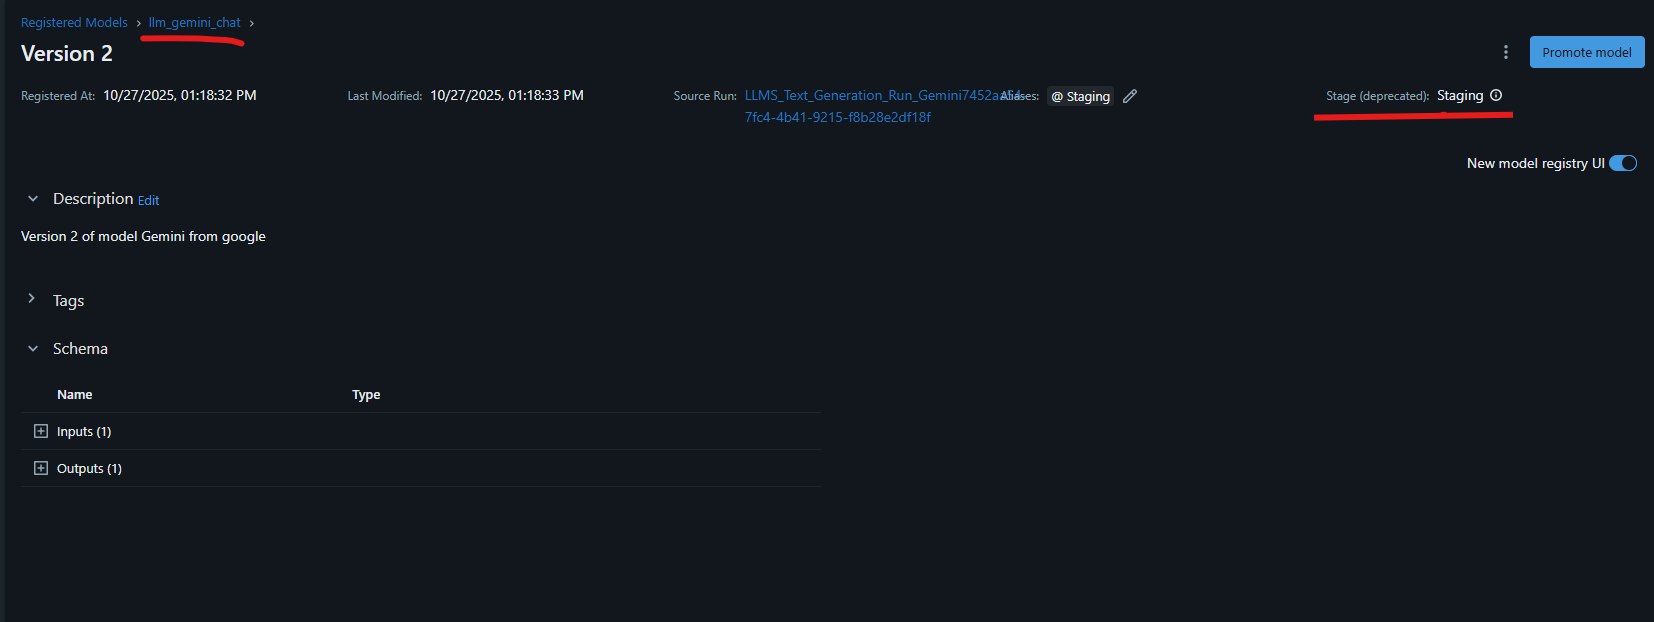 Registered Models › llm_gemini_chat ›
Version 2
Promote model
Registered At: 10/27/2025, 01:18:32 PM
Last Modified: 10/27/2025, 01:18:33 PM
Source Run: LLMS_Text_Generation_Run_Gemini7452
7fc4-4b41-9215-f8b28e2df18f
Aliases: @ Staging
Stage (deprecated): Staging
New model registry UI
Description Edit
Version 2 of model Gemini from google
Tags
Schema
Name Type
Inputs (1)
Outputs (1)